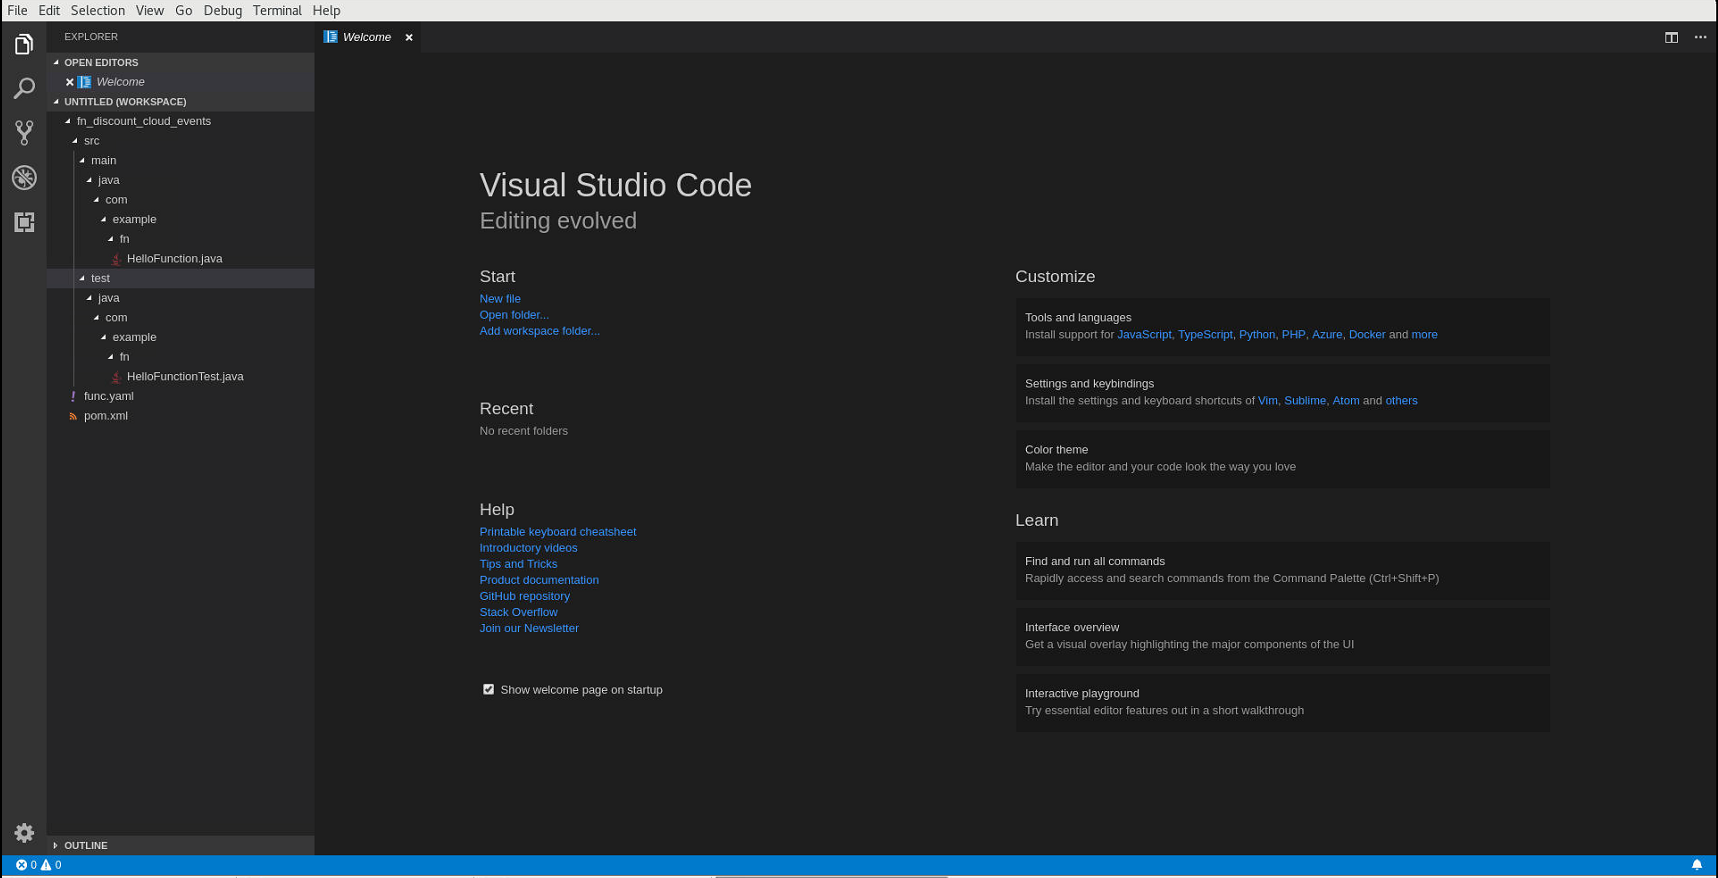 File Edit Selection View Go Debug Terminal Help
EXPLORER
OPEN EDITORS
Welcome
UNTITLED (WORKSPACE)
fn_discount_cloud_events
src
main
java
com
example
fn
HelloFunction.java
test
java
com
example
fn
HelloFunctionTest.java
! func.yaml
pom.xml
OUTLINE
Welcome
Visual Studio Code
Editing evolved
Start
New file
Open folder...
Add workspace folder...
Recent
No recent folders
Help
Printable keyboard cheatsheet
Introductory videos
Tips and Tricks
Product documentation
GitHub repository
Stack Overflow
Join our Newsletter
Show welcome page on startup
Customize
Tools and languages
Install support for JavaScript, TypeScript, Python, PHP, Azure, Docker and more
Settings and keybindings
Install the settings and keyboard shortcuts of Vim, Sublime, Atom and others
Color theme
Make the editor and your code look the way you love
Learn
Find and run all commands
Rapidly access and search commands from the Command Palette (Ctrl+Shift+P)
Interface overview
Get a visual overlay highlighting the major components of the UI
Interactive playground
Try essential editor features out in a short walkthrough
0 0